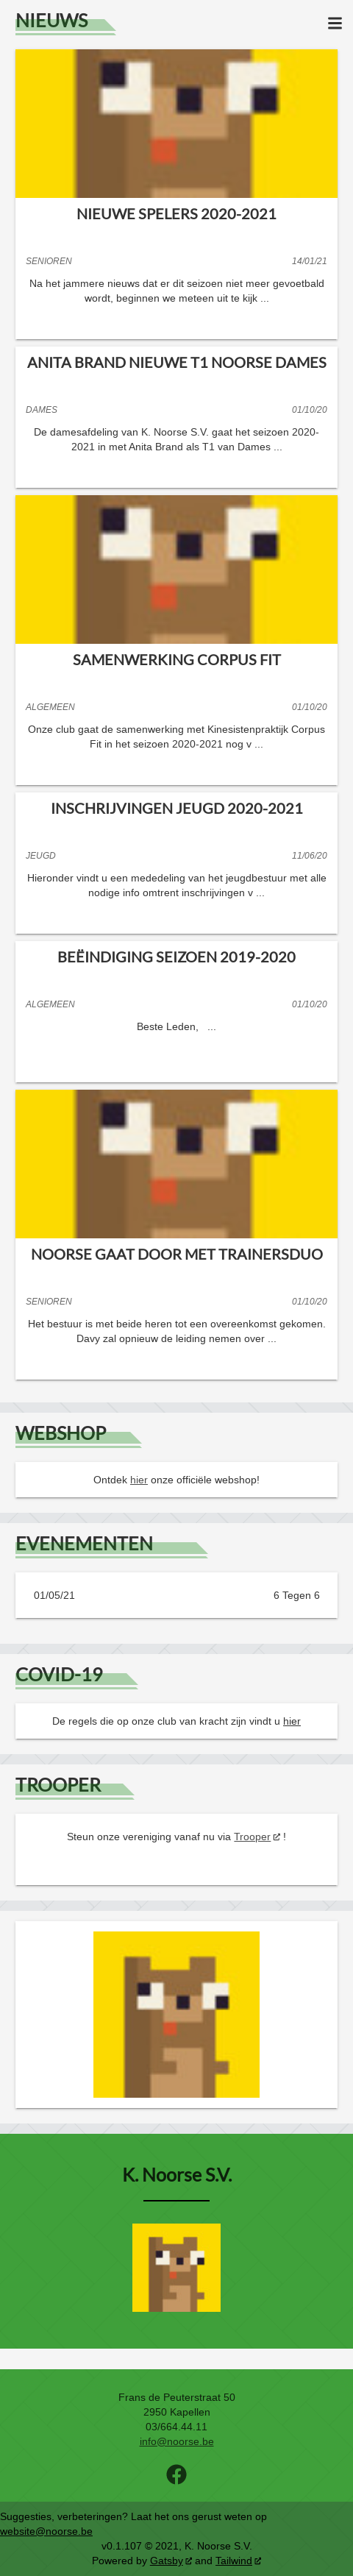 NIEUWS
NIEUWE SPELERS 2020-2021
SENIOREN 14/01/21
Na het jammere nieuws dat er dit seizoen niet meer gevoetbald
wordt, beginnen we meteen uit te kijk ...
ANITA BRAND NIEUWE T1 NOORSE DAMES
DAMES 01/10/20
De damesafdeling van K. Noorse S.V. gaat het seizoen 2020-
2021 in met Anita Brand als T1 van Dames ...
SAMENWERKING CORPUS FIT
ALGEMEEN 01/10/20
Onze club gaat de samenwerking met Kinesistenpraktijk Corpus
Fit in het seizoen 2020-2021 nog v ...
INSCHRIJVINGEN JEUGD 2020-2021
JEUGD 11/06/20
Hieronder vindt u een mededeling van het jeugdbestuur met alle
nodige info omtrent inschrijvingen v ...
BEËINDIGING SEIZOEN 2019-2020
ALGEMEEN 01/10/20
Beste Leden, ...
NOORSE GAAT DOOR MET TRAINERSDUO
SENIOREN 01/10/20
Het bestuur is met beide heren tot een overeenkomst gekomen.
Davy zal opnieuw de leiding nemen over ...
WEBSHOP
Ontdek hier onze officiële webshop!
EVENEMENTEN
01/05/21 6 Tegen 6
COVID-19
De regels die op onze club van kracht zijn vindt u hier
TROOPER
Steun onze vereniging vanaf nu via Trooper !
K. Noorse S.V.
Frans de Peuterstraat 50
2950 Kapellen
03/664.44.11
info@noorse.be
Suggesties, verbeteringen? Laat het ons gerust weten op
website@noorse.be
v0.1.107 © 2021, K. Noorse S.V.
Powered by Gatsby and Tailwind